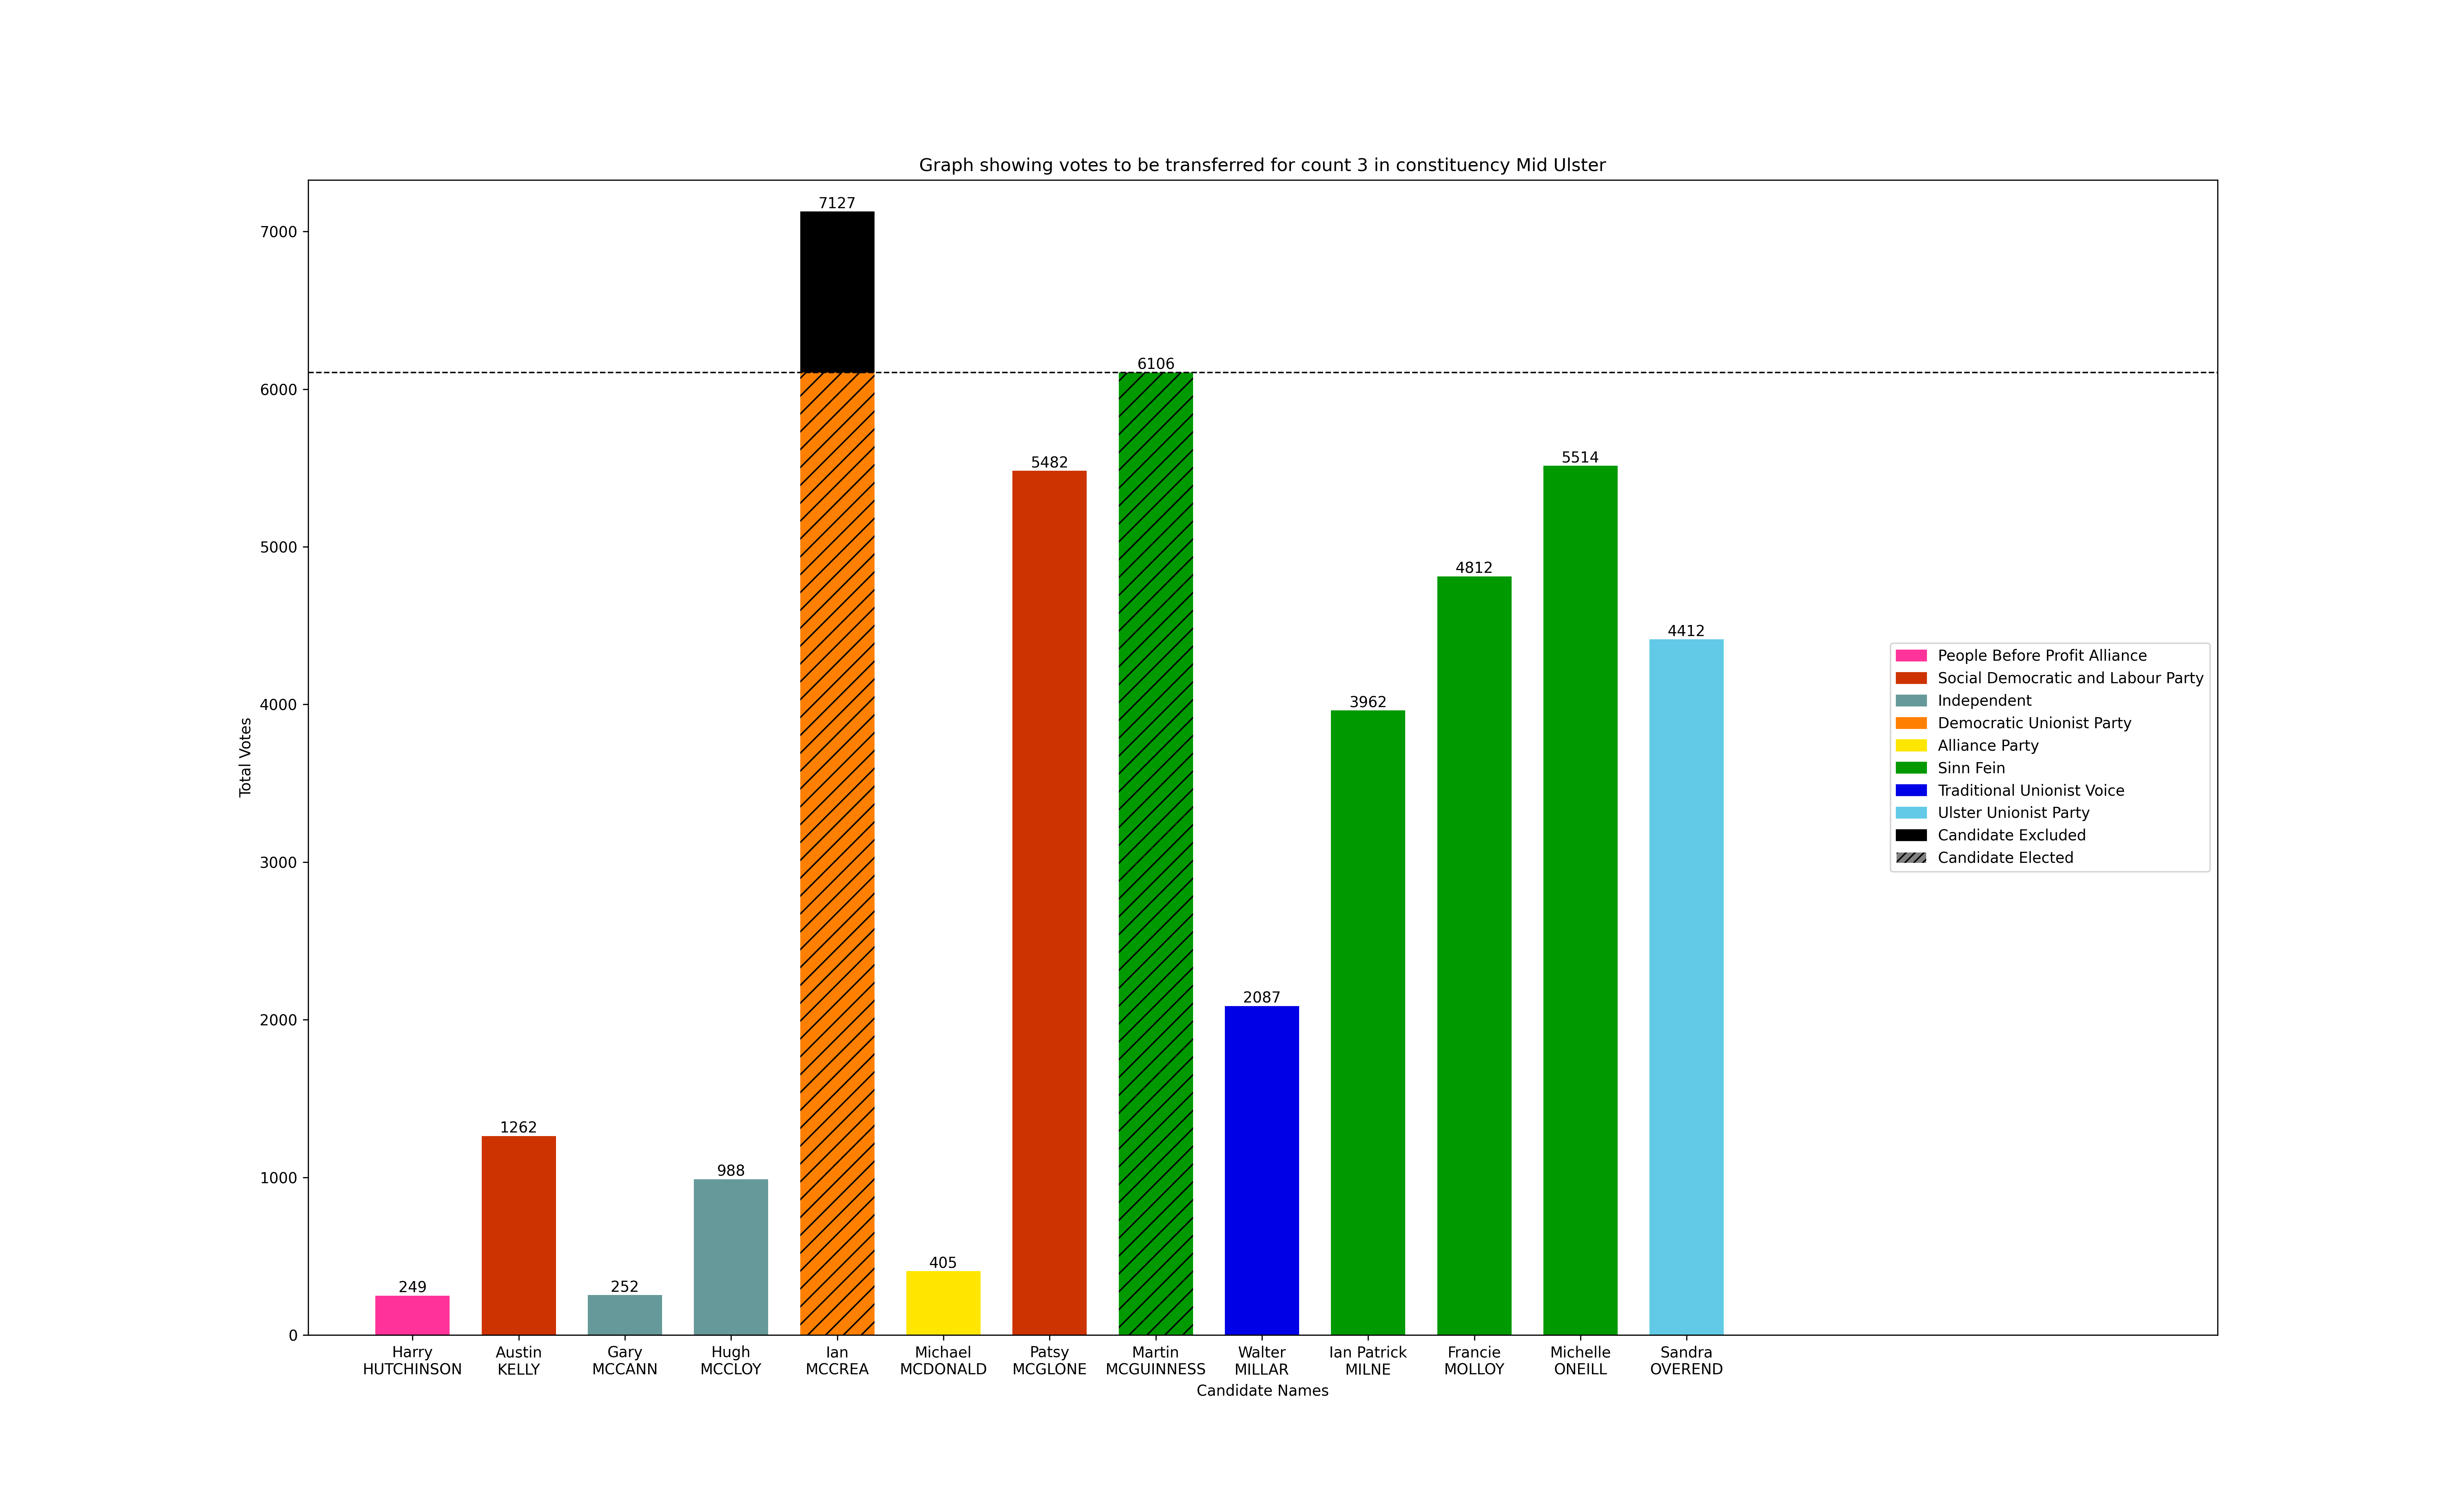 Graph showing votes to be transferred for count 3 in constituency Mid Ulster
7127
7000
6106
6000
5482
5514
5000
4812
4412
4000
3962
3000
2087
2000
1262
1000
988
249
252
405
0
Total Votes
People Before Profit Alliance
Social Democratic and Labour Party
Independent
Democratic Unionist Party
Alliance Party
Sinn Fein
Traditional Unionist Voice
Ulster Unionist Party
Candidate Excluded
Candidate Elected
Harry
HUTCHINSON
Austin
KELLY
Gary
MCCANN
Hugh
MCCLOY
Ian
MCCREA
Michael
MCDONALD
Patsy
MCGLONE
Martin
MCGUINNESS
Walter
MILLAR
Ian Patrick
MILNE
Francie
MOLLOY
Michelle
ONEILL
Sandra
OVEREND
Candidate Names